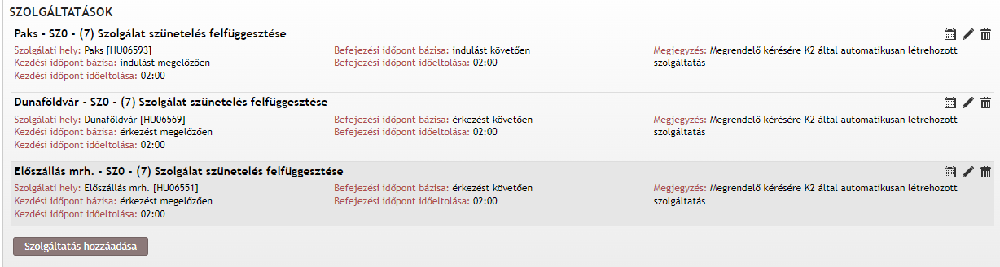 SZOLGÁLTATÁSOK
Paks - SZ0 - (7) Szolgálat szünetelés felfüggesztése
Szolgálati hely: Paks [HU06593]
Befejezési időpont bázisa: indulást követően
Megjegyzés: Megrendelő kérésére K2 által automatikusan létrehozott
Kezdési időpont bázisa: indulást megelőzően
Befejezési időpont időeltolása: 02:00
szolgáltatás
Kezdési időpont időeltolása: 02:00
Dunaföldvár - SZ0 - (7) Szolgálat szünetelés felfüggesztése
Szolgálati hely: Dunaföldvár [HU06569]
Befejezési időpont bázisa: érkezést követően
Megjegyzés: Megrendelő kérésére K2 által automatikusan létrehozott
Kezdési időpont bázisa: érkezést megelőzően
Befejezési időpont időeltolása: 02:00
szolgáltatás
Kezdési időpont időeltolása: 02:00
Előszállás mrh. - SZ0 - (7) Szolgálat szünetelés felfüggesztése
Szolgálati hely: Előszállás mrh. [HU06551]
Befejezési időpont bázisa: érkezést követően
Megjegyzés: Megrendelő kérésére K2 által automatikusan létrehozott
Kezdési időpont bázisa: érkezést megelőzően
Befejezési időpont időeltolása: 02:00
szolgáltatás
Kezdési időpont időeltolása: 02:00
Szolgáltatás hozzáadása